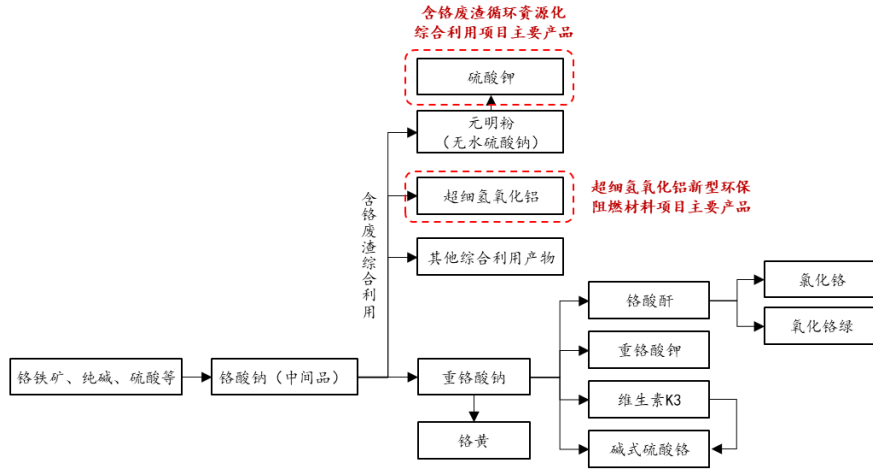 含铬废渣循环資源化
综合利用项目主要产品
硫酸钾
元明粉
（无水硫酸钠）
超细氢氧化铝
超细氢氧化铝新型环保
阻燃材料项目主要产品
含铬废渣综合利用
其他综合利用产物
铬酸酐
氯化铬
氧化铬绿
重铬酸钾
铬铁矿、纯碱、硫酸等
铬酸钠（中间品）
重铬酸钠
维生素K3
铬黄
碱式硫酸铬